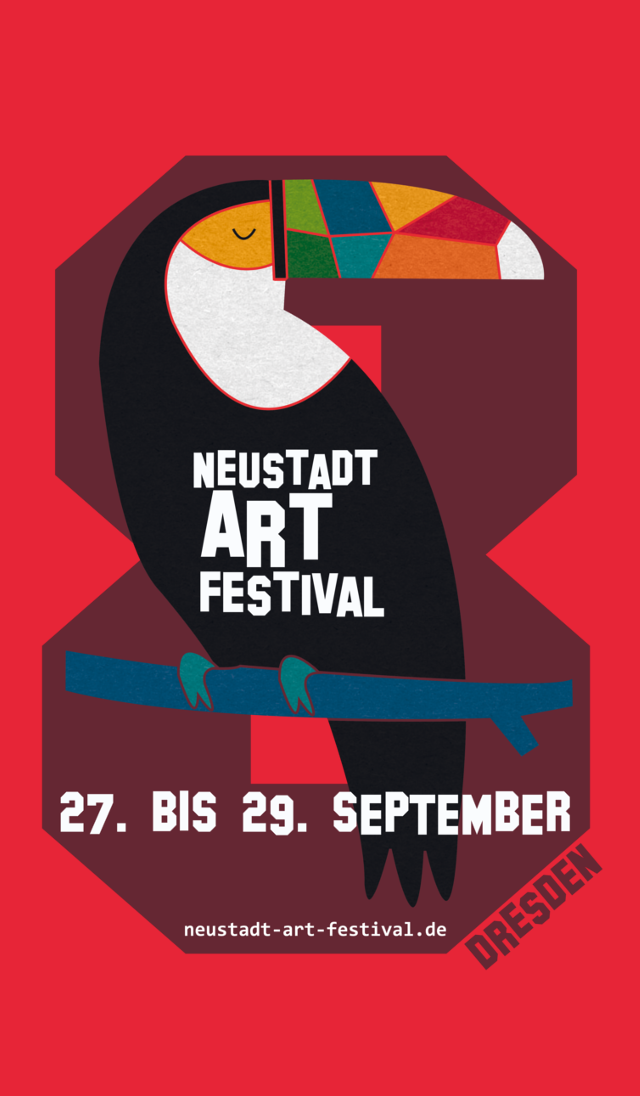 NEUSTADT
ART
FESTIVAL
27. BIS 29. SEPTEMBER
DRESDEN
neustadt-art-festival.de